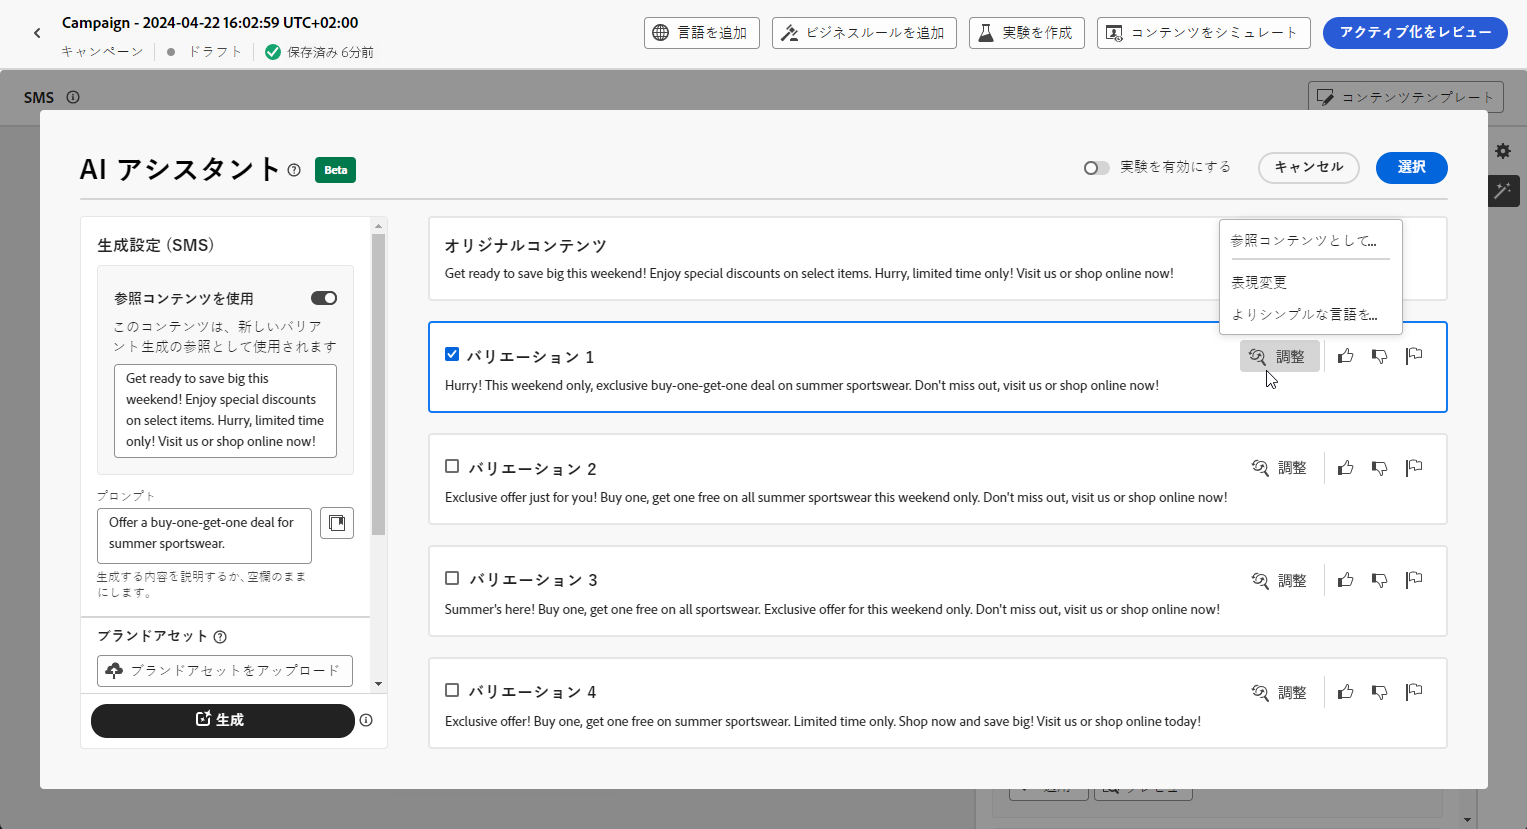 Campaign - 2024-04-22 16:02:59 UTC+02:00
キャンペーン
ドラフト
保存済み 6分前
言語を追加
ビジネスルールを追加
実験を作成
コンテンツをシミュレート
アクティブ化をレビュー
SMS
コンテンツテンプレート
AI アシスタント
Beta
実験を有効にする
キャンセル
選択
生成設定 (SMS)
参照コンテンツを使用
このコンテンツは、新しいバリア
ント生成の参照として使用されます
Get ready to save big this
weekend! Enjoy special discounts
on select items. Hurry, limited time
only! Visit us or shop online now!
プロンプト
Offer a buy-one-get-one deal for
summer sportswear.
生成する内容を説明するか、空欄のまま
にします。
ブランドアセット
ブランドアセットをアップロード
生成
オリジナルコンテンツ
Get ready to save big this weekend! Enjoy special discounts on select items. Hurry, limited time only! Visit us or shop online now!
参照コンテンツとして...
表現変更
よりシンプルな言語を...
バリエーション 1
調整
Hurry! This weekend only, exclusive buy-one-get-one deal on summer sportswear. Don't miss out, visit us or shop online now!
バリエーション 2
調整
Exclusive offer just for you! Buy one, get one free on all summer sportswear this weekend only. Don't miss out, visit us or shop online now!
バリエーション 3
調整
Summer's here! Buy one, get one free on all sportswear. Exclusive offer for this weekend only. Don't miss out, visit us or shop online now!
バリエーション 4
調整
Exclusive offer! Buy one, get one free on summer sportswear. Limited time only. Shop now and save big! Visit us or shop online today!